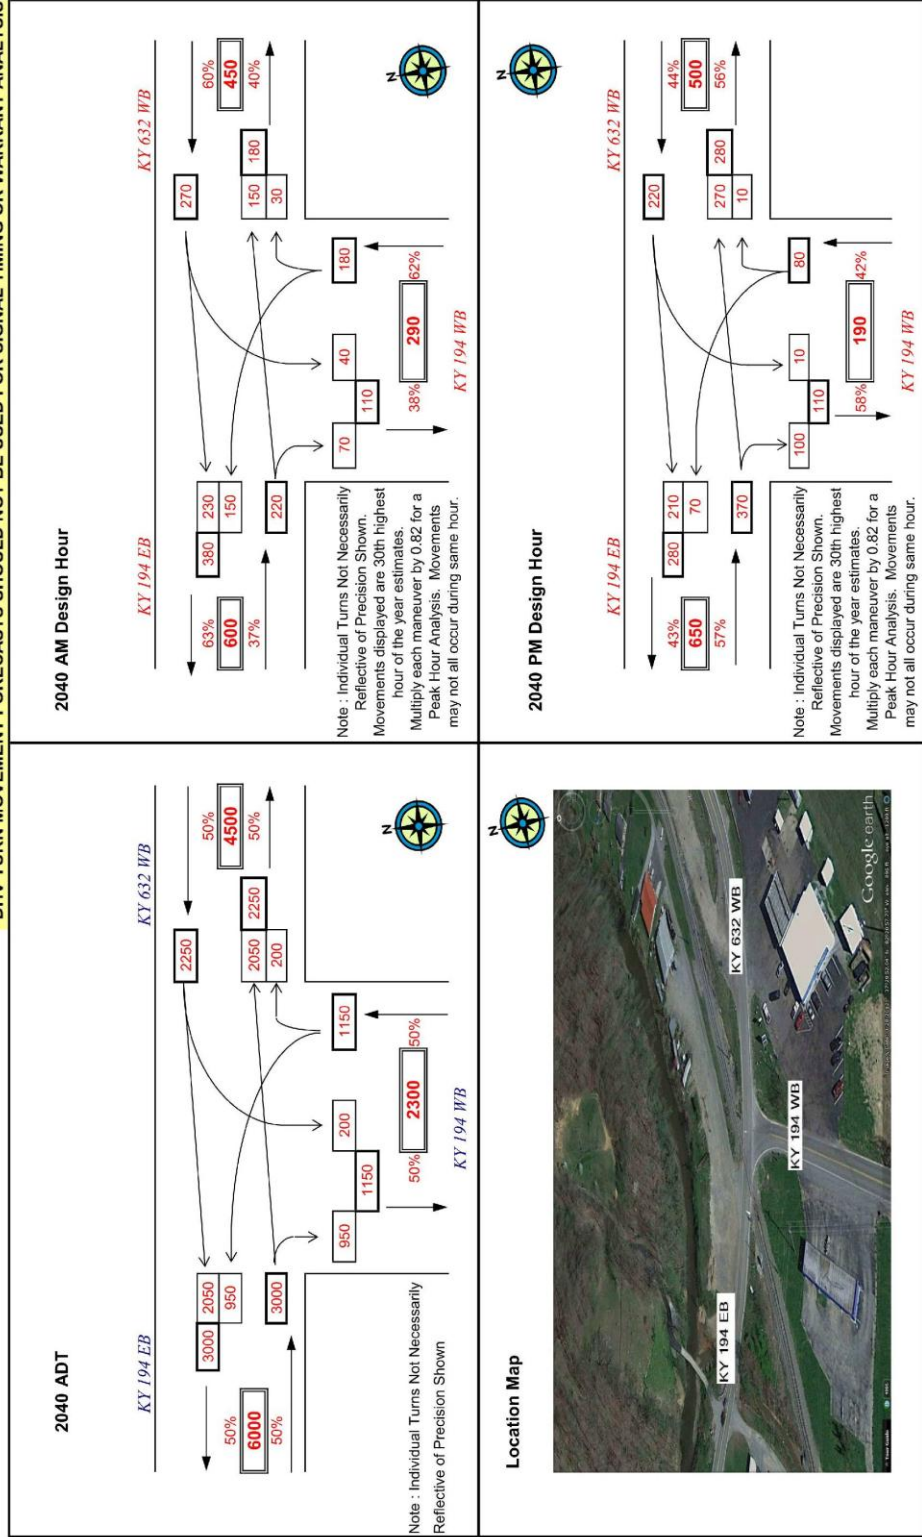 DHV TURN MOVEMENT FORECASTS SHOULD NOT BE USED FOR SIGNAL TIMING OR WARRANT ANALYSIS
2040 ADT
KY 194 EB
KY 632 WB
50%
6000
50%
3000
2050
950
3000
2250
50%
4500
50%
2050
2250
200
950
200
1150
1150
50%
2300
50%
KY 194 WB
N
Note : Individual Turns Not Necessarily
Reflective of Precision Shown
2040 AM Design Hour
KY 194 EB
KY 632 WB
63%
600
37%
380
230
150
220
270
60%
450
40%
150
180
30
70
40
180
110
38%
290
62%
KY 194 WB
N
Note : Individual Turns Not Necessarily
Reflective of Precision Shown.
Movements displayed are 30th highest
hour of the year estimates.
Multiply each maneuver by 0.82 for a
Peak Hour Analysis. Movements
may not all occur during same hour.
Location Map
N
KY 194 EB
KY 632 WB
KY 194 WB
Google earth
2040 PM Design Hour
N
KY 194 EB
KY 632 WB
43%
650
57%
280
210
70
370
220
44%
500
56%
270
280
10
100
10
80
110
58%
190
42%
KY 194 WB
Note : Individual Turns Not Necessarily
Reflective of Precision Shown.
Movements displayed are 30th highest
hour of the year estimates.
Multiply each maneuver by 0.82 for a
Peak Hour Analysis. Movements
may not all occur during same hour.